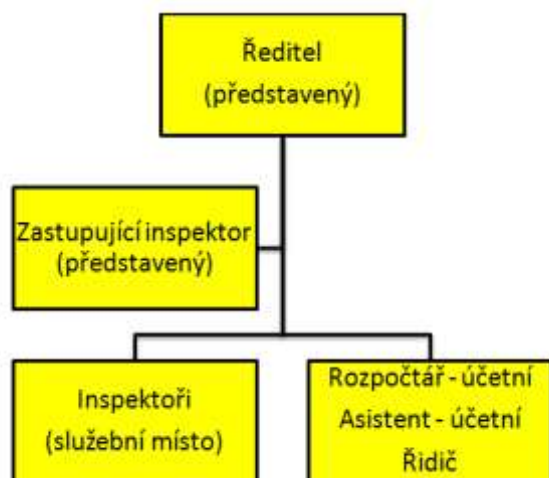 Ředitel
(představený)
Zastupující inspektor
(představený)
Inspektoři
(služební místo)
Rozpočtář - účetní
Asistent - účetní
Řidič